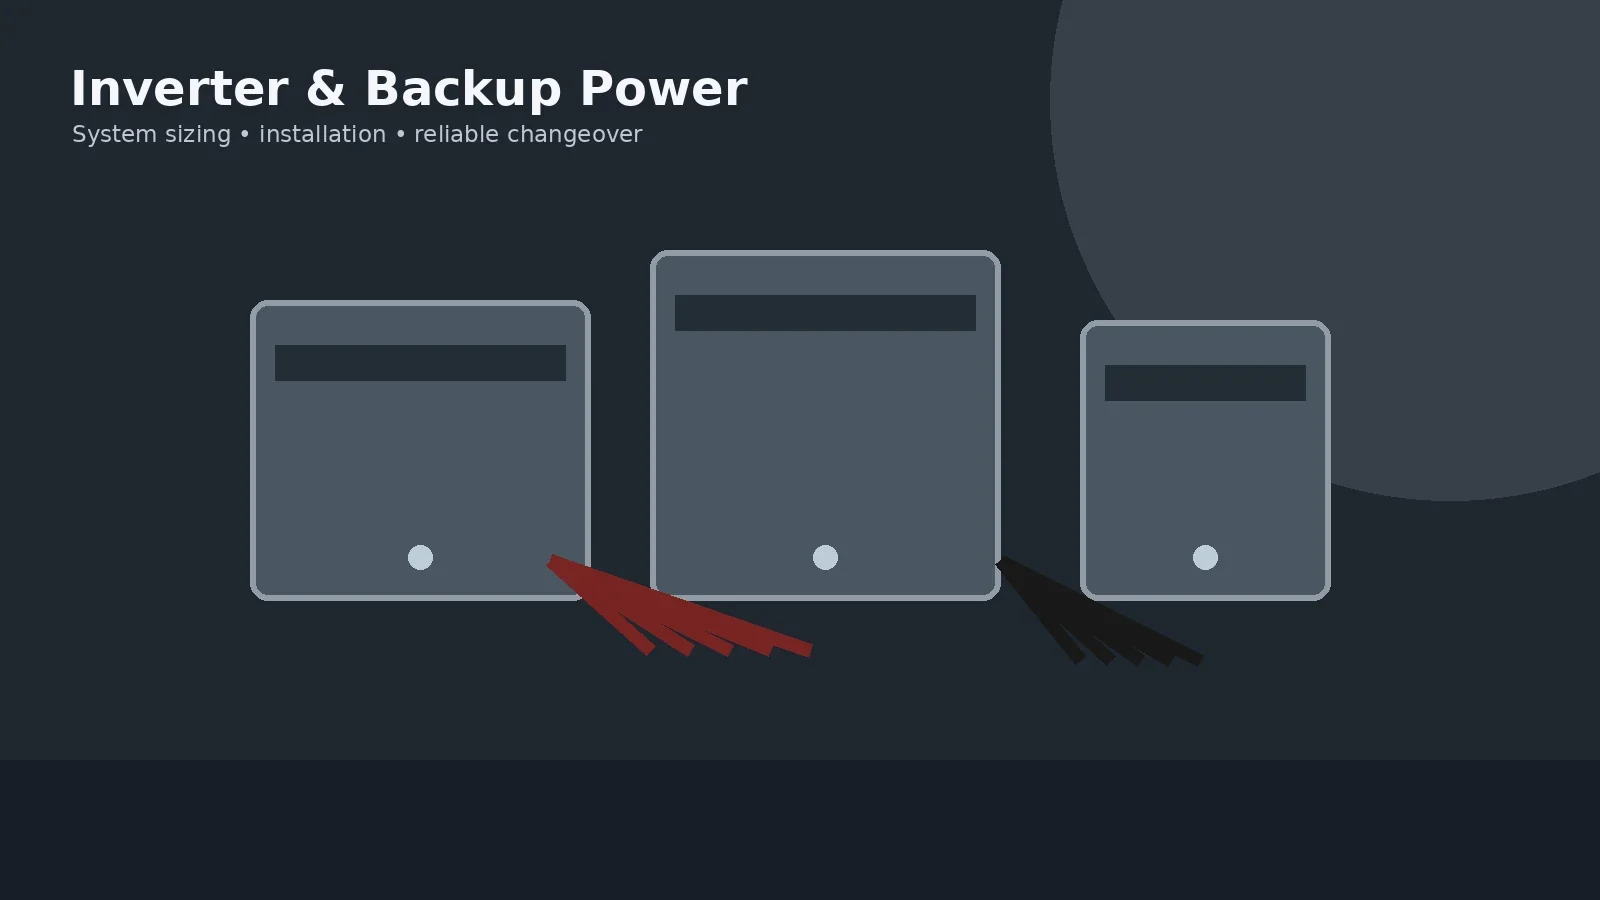 Inverter & Backup Power
System sizing • installation • reliable changeover